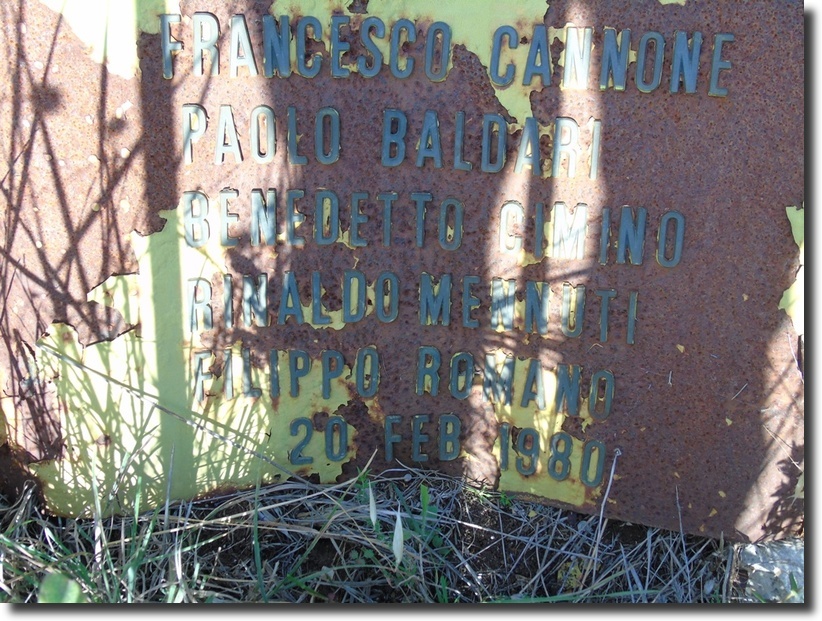 FRANCESCO CANNONE
PAOLO BALDARI
BENEDETTO CIMINO
RINALDO MENNUTI
FILIPPO ROMANO
20 FEB 1980